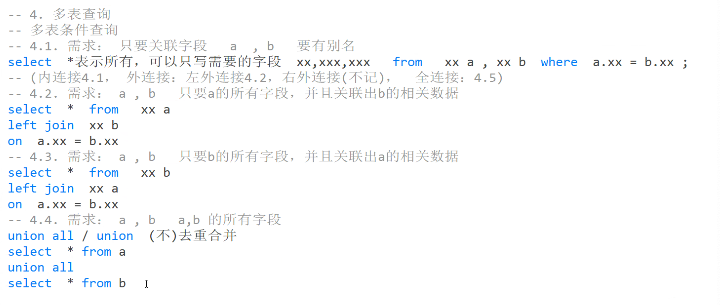 -- 4. 多表查询
-- 多表条件查询
-- 4.1. 需求： 只要关联字段  a , b  要有别名
select  *表示所有，可以只写需要的字段  xx,xxx,xxx  from  xx a , xx b  where  a.xx = b.xx ;
-- (内连接4.1， 外连接：左外连接4.2，右外连接(不记)，  全连接：4.5)
-- 4.2. 需求： a , b  只要a的所有字段，并且关联出b的相关数据
select  *  from  xx a
left join  xx b
on  a.xx = b.xx
-- 4.3. 需求： a , b  只要b的所有字段，并且关联出a的相关数据
select  *  from  xx b
left join  xx a
on  a.xx = b.xx
-- 4.4. 需求： a , b  a,b 的所有字段
union all / union  (不)去重合并
select  * from a
union all
select  * from b